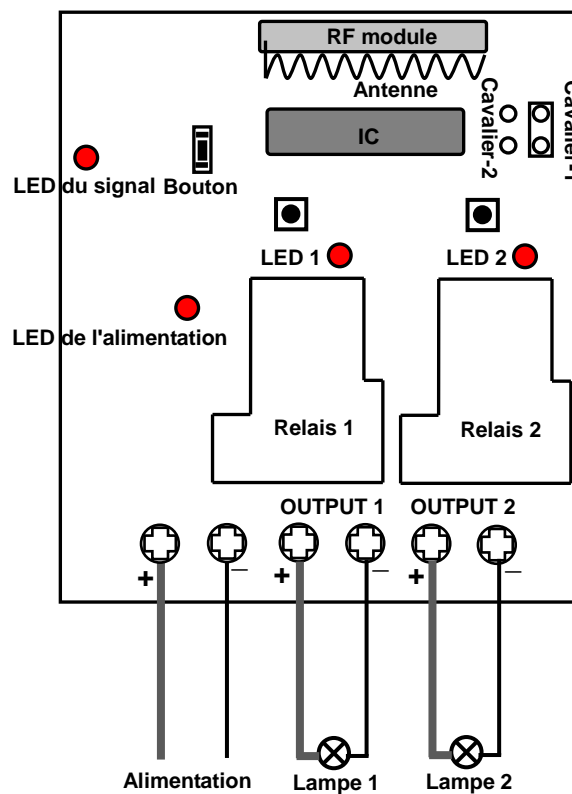 RF module
Antenne
Cavalier-2
Cavalier-1
IC
LED du signal
Bouton
LED 1
LED 2
LED de l'alimentation
Relais 1
Relais 2
OUTPUT 1
OUTPUT 2
+ − + − + −
Alimentation
Lampe 1
Lampe 2